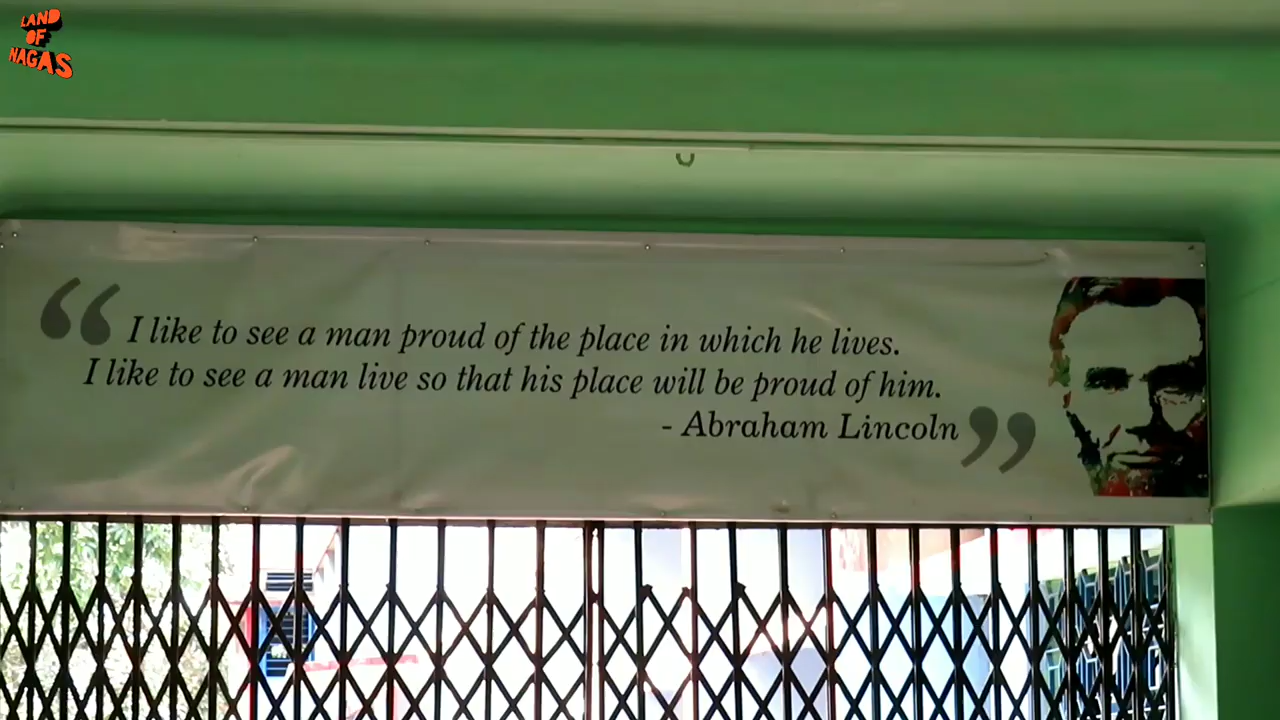 LAND
OF
NAGAS
“ I like to see a man proud of the place in which he lives.
I like to see a man live so that his place will be proud of him.
- Abraham Lincoln ”